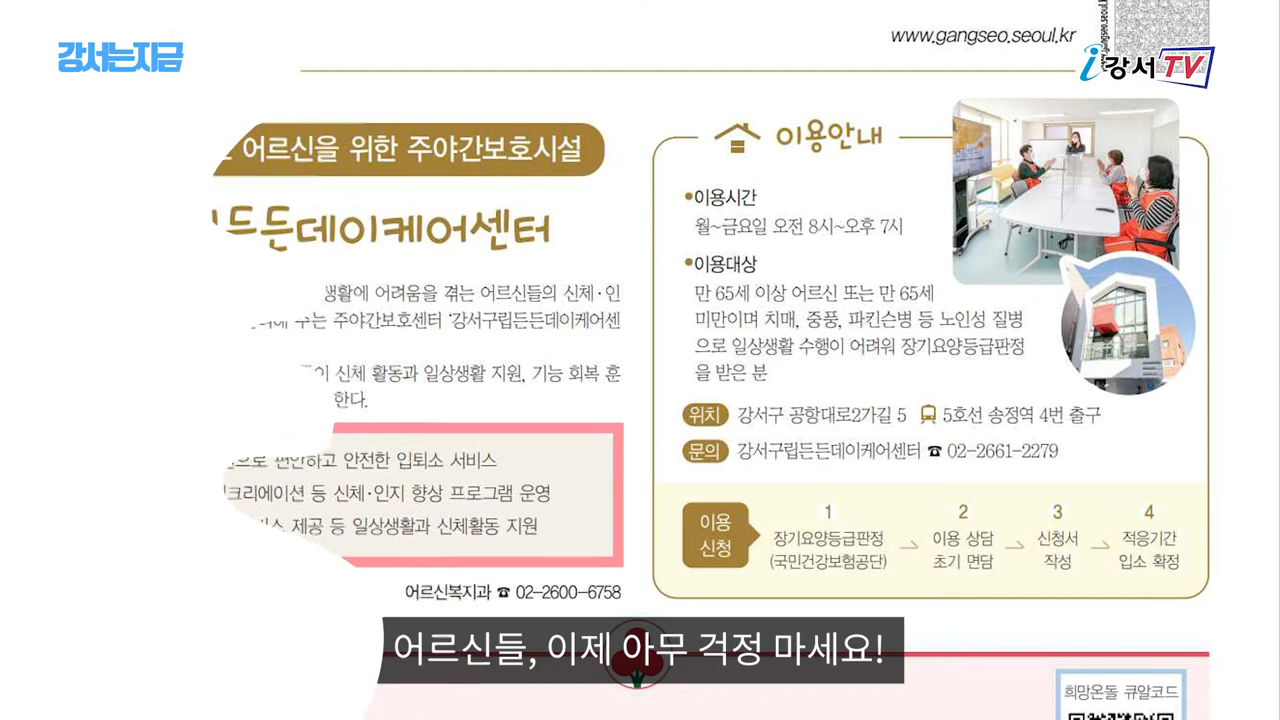 강서는지금
www.gangseo.seoul.kr
i강서TV
어르신을 위한 주야간보호시설
든든데이케어센터
생활에 어려움을 겪는 어르신들의 신체·인
주는 주야간보호센터 '강서구립든든데이케어센
신체 활동과 일상생활 지원, 기능 회복 훈
한다.
편안하고 안전한 입퇴소 서비스
크리에이션 등 신체·인지 향상 프로그램 운영
제공 등 일상생활과 신체활동 지원
어르신복지과 ☎ 02-2600-6758
이용안내
•이용시간
월~금요일 오전 8시~오후 7시
•이용대상
만 65세 이상 어르신 또는 만 65세
미만이며 치매, 중풍, 파킨슨병 등 노인성 질병
으로 일상생활 수행이 어려워 장기요양등급판정
을 받은 분
위치 강서구 공항대로2가길 5 5호선 송정역 4번 출구
문의 강서구립든든데이케어센터 ☎ 02-2661-2279
이용
신청
1
장기요양등급판정
(국민건강보험공단)
2
이용 상담
초기 면담
3
신청서
작성
4
적응기간
입소 확정
어르신들, 이제 아무 걱정 마세요!
희망온돌 큐알코드